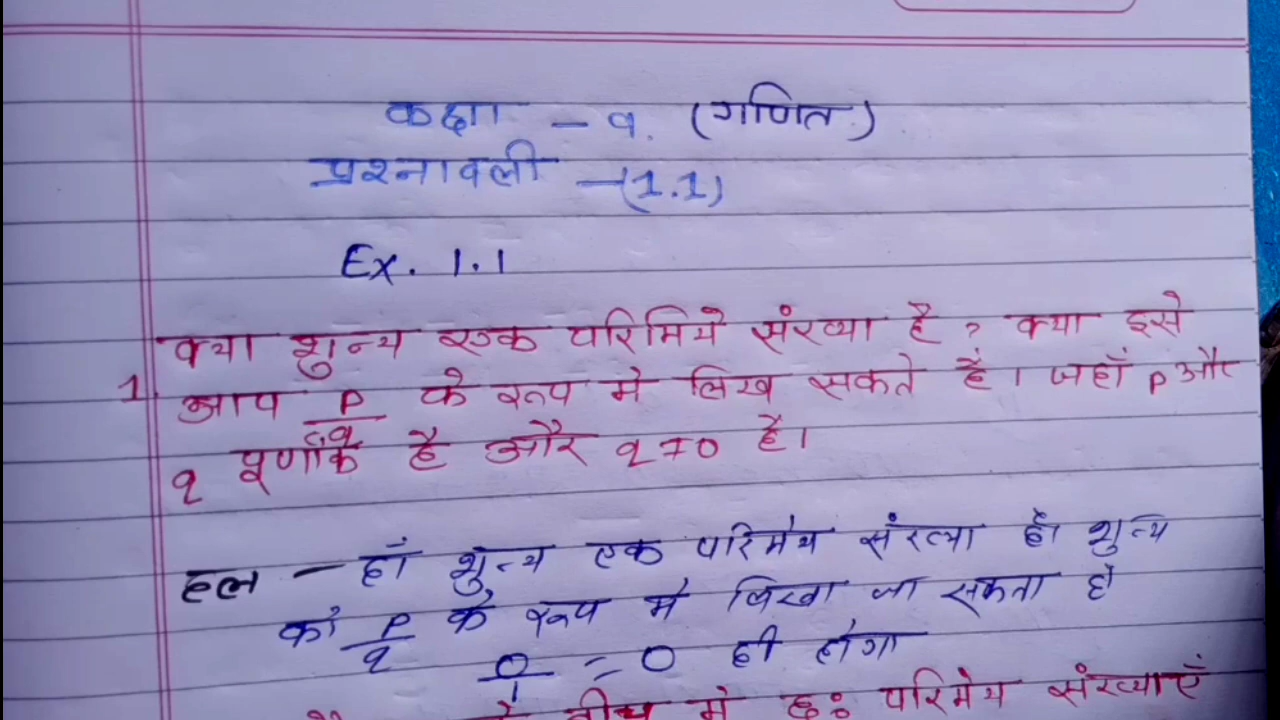 कक्षा - 9. (गणित)
प्रश्नावली - (1.1)
Ex. 1.1
क्या शुन्य एक परिमिये संख्या है ? क्या इसे
1 आप p/q के रूप मे लिख सकते हैं। जहाँ p और
q पूर्णांक है और q≠0 है।
हल - हाँ शुन्य एक परिमेय संख्या है। शुन्य
को p/q के रूप मे लिखा जा सकता है
0/1 = 0 ही होगा
बीच मे छः परिमेय संख्याएँ